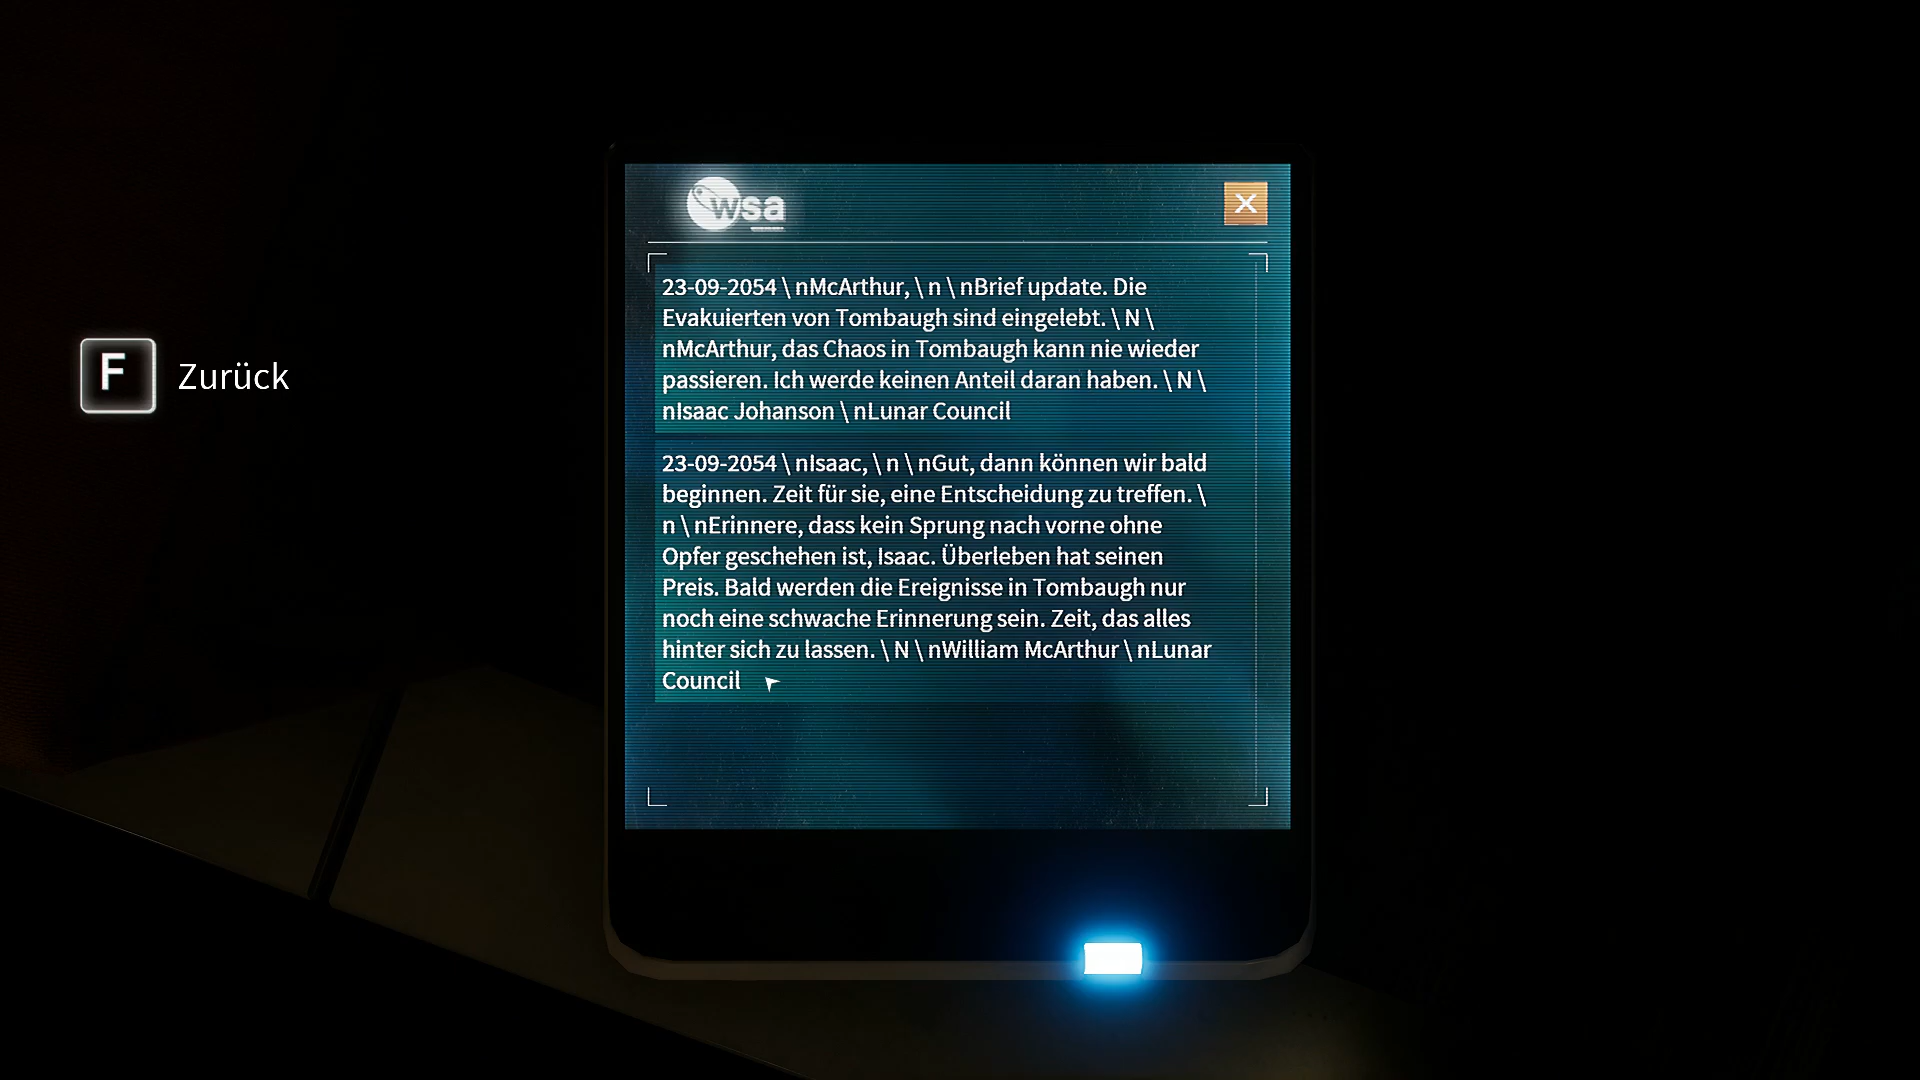 wsa
23-09-2054 \ nMcArthur, \ n \ nBrief update. Die
Evakuierten von Tombaugh sind eingelebt. \ N \
nMcArthur, das Chaos in Tombaugh kann nie wieder
passieren. Ich werde keinen Anteil daran haben. \ N \
nIsaac Johanson \ nLunar Council
23-09-2054 \ nIsaac, \ n \ nGut, dann können wir bald
beginnen. Zeit für sie, eine Entscheidung zu treffen. \
n \ nErinnere, dass kein Sprung nach vorne ohne
Opfer geschehen ist, Isaac. Überleben hat seinen
Preis. Bald werden die Ereignisse in Tombaugh nur
noch eine schwache Erinnerung sein. Zeit, das alles
hinter sich zu lassen. \ N \ nWilliam McArthur \ nLunar
Council
F Zurück